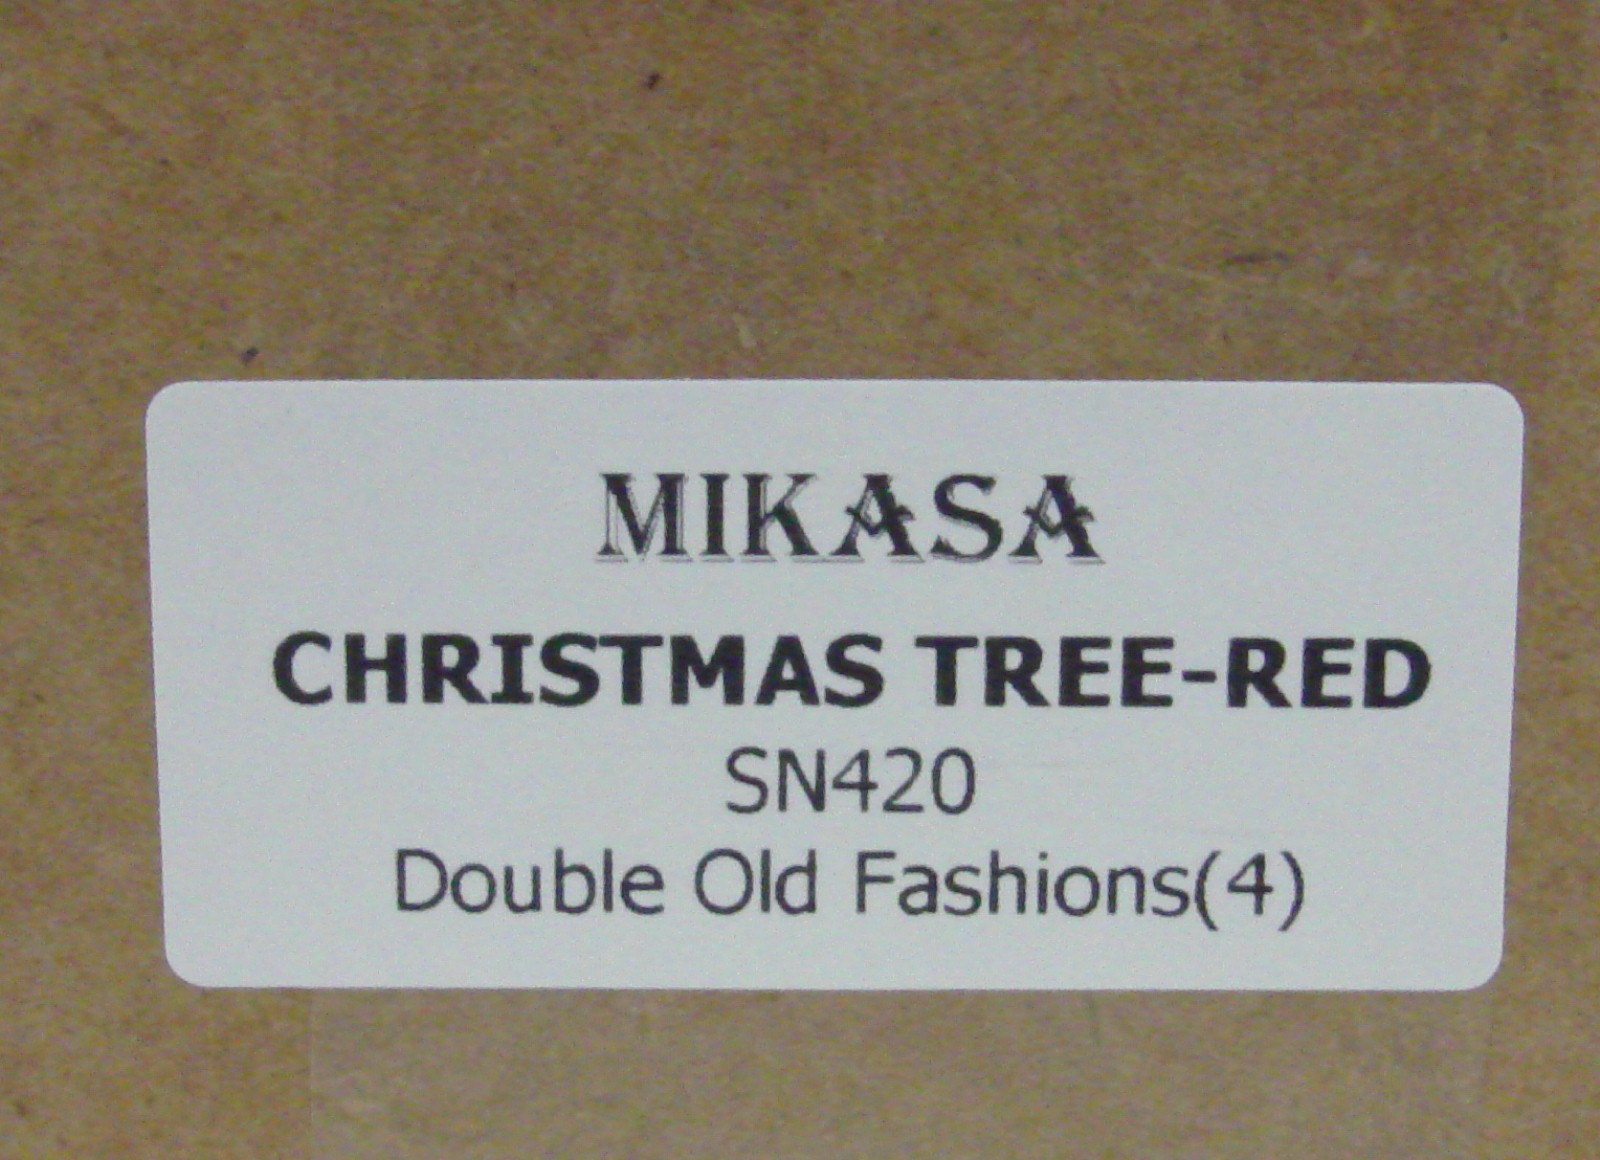 MIKASA
CHRISTMAS TREE-RED
SN420
Double Old Fashions(4)